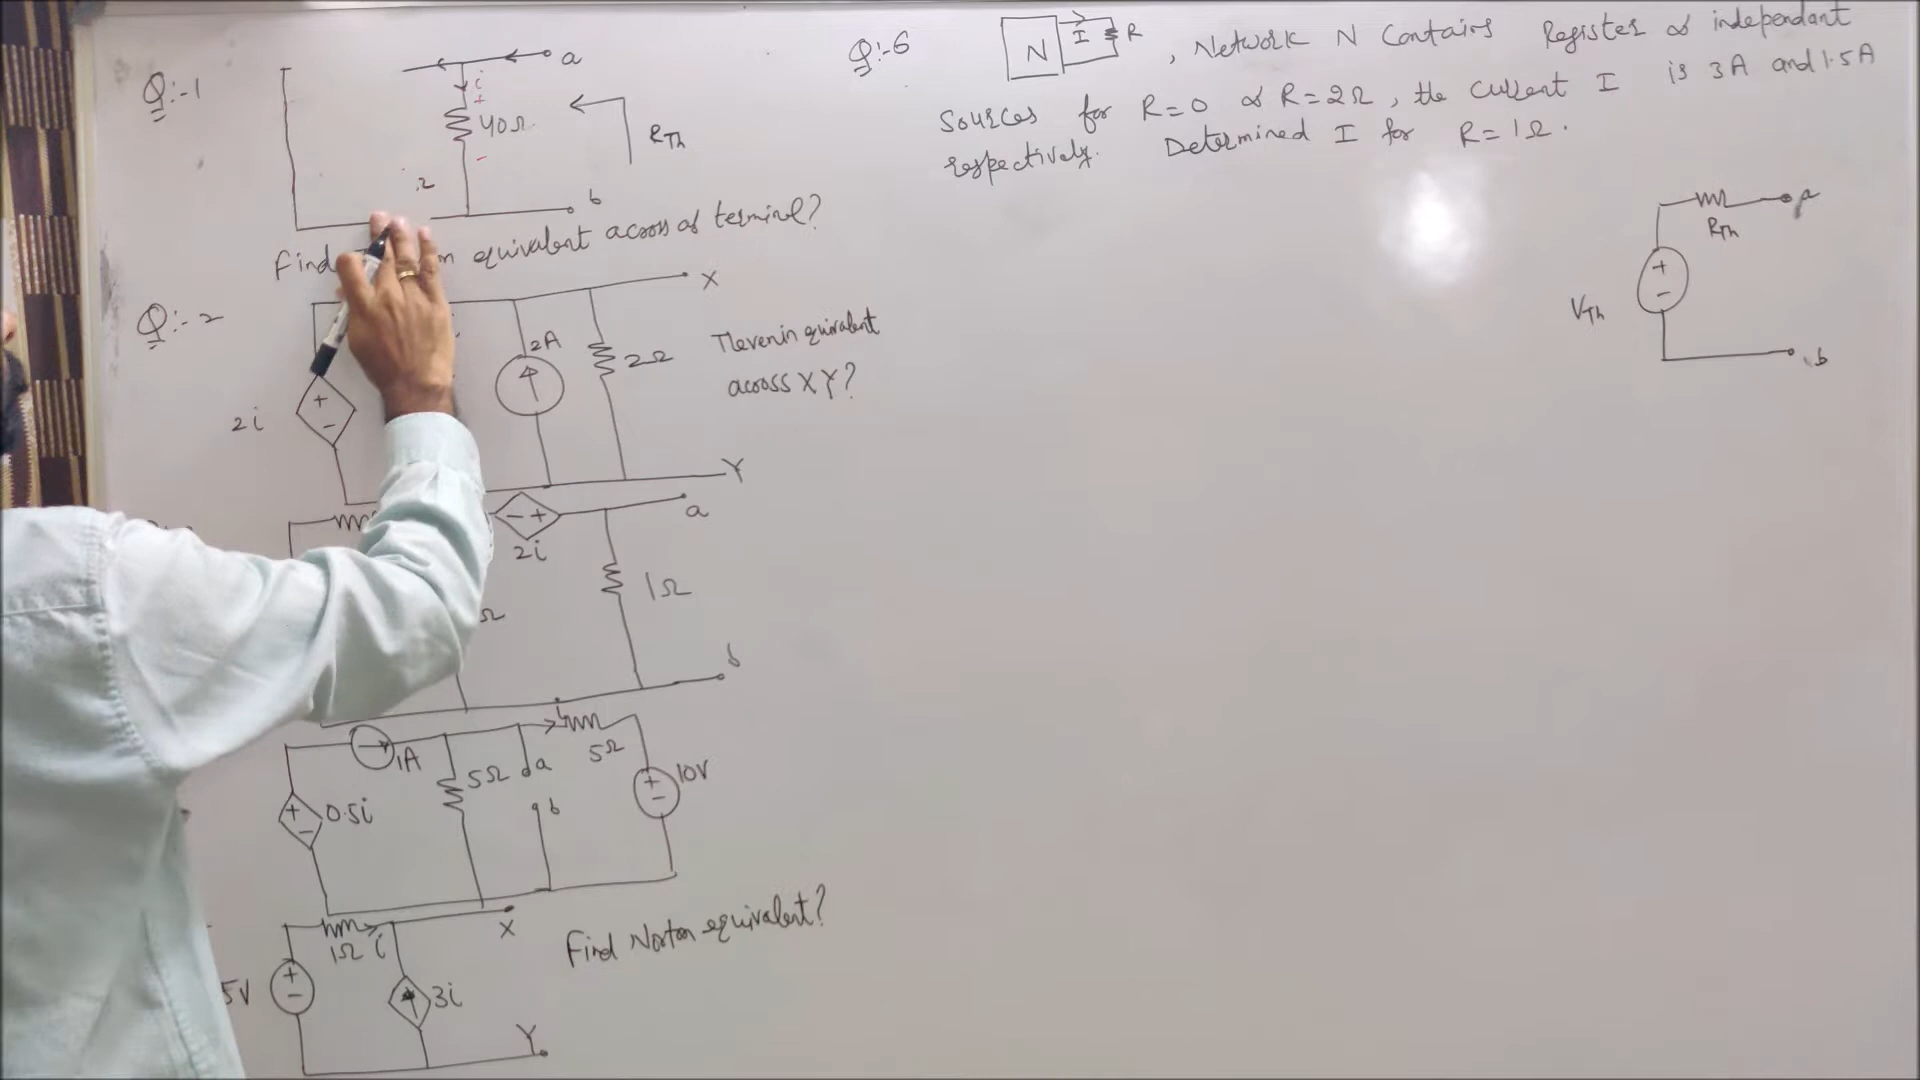 Q:-1
a
i
+
40Ω
-
RTh
b
Find equivalent across ab terminal?
Q:-2
X
2A
2Ω
Thevenin equivalent
across XY?
+
-
2i
Y
- +
2i
a
Ω
1Ω
b
1A
i
5Ω
a
5Ω
+
-
10V
+
-
0.5i
b
1Ω i
X
Find Norton equivalent?
5V
+
-
3i
Y
Q:-6
N
I
R
, Network N Contains Register & independant
Sources for R=0 & R=2Ω, the current I is 3A and 1.5A
respectively. Determined I for R=1Ω.
RTh
a
+
-
VTh
b